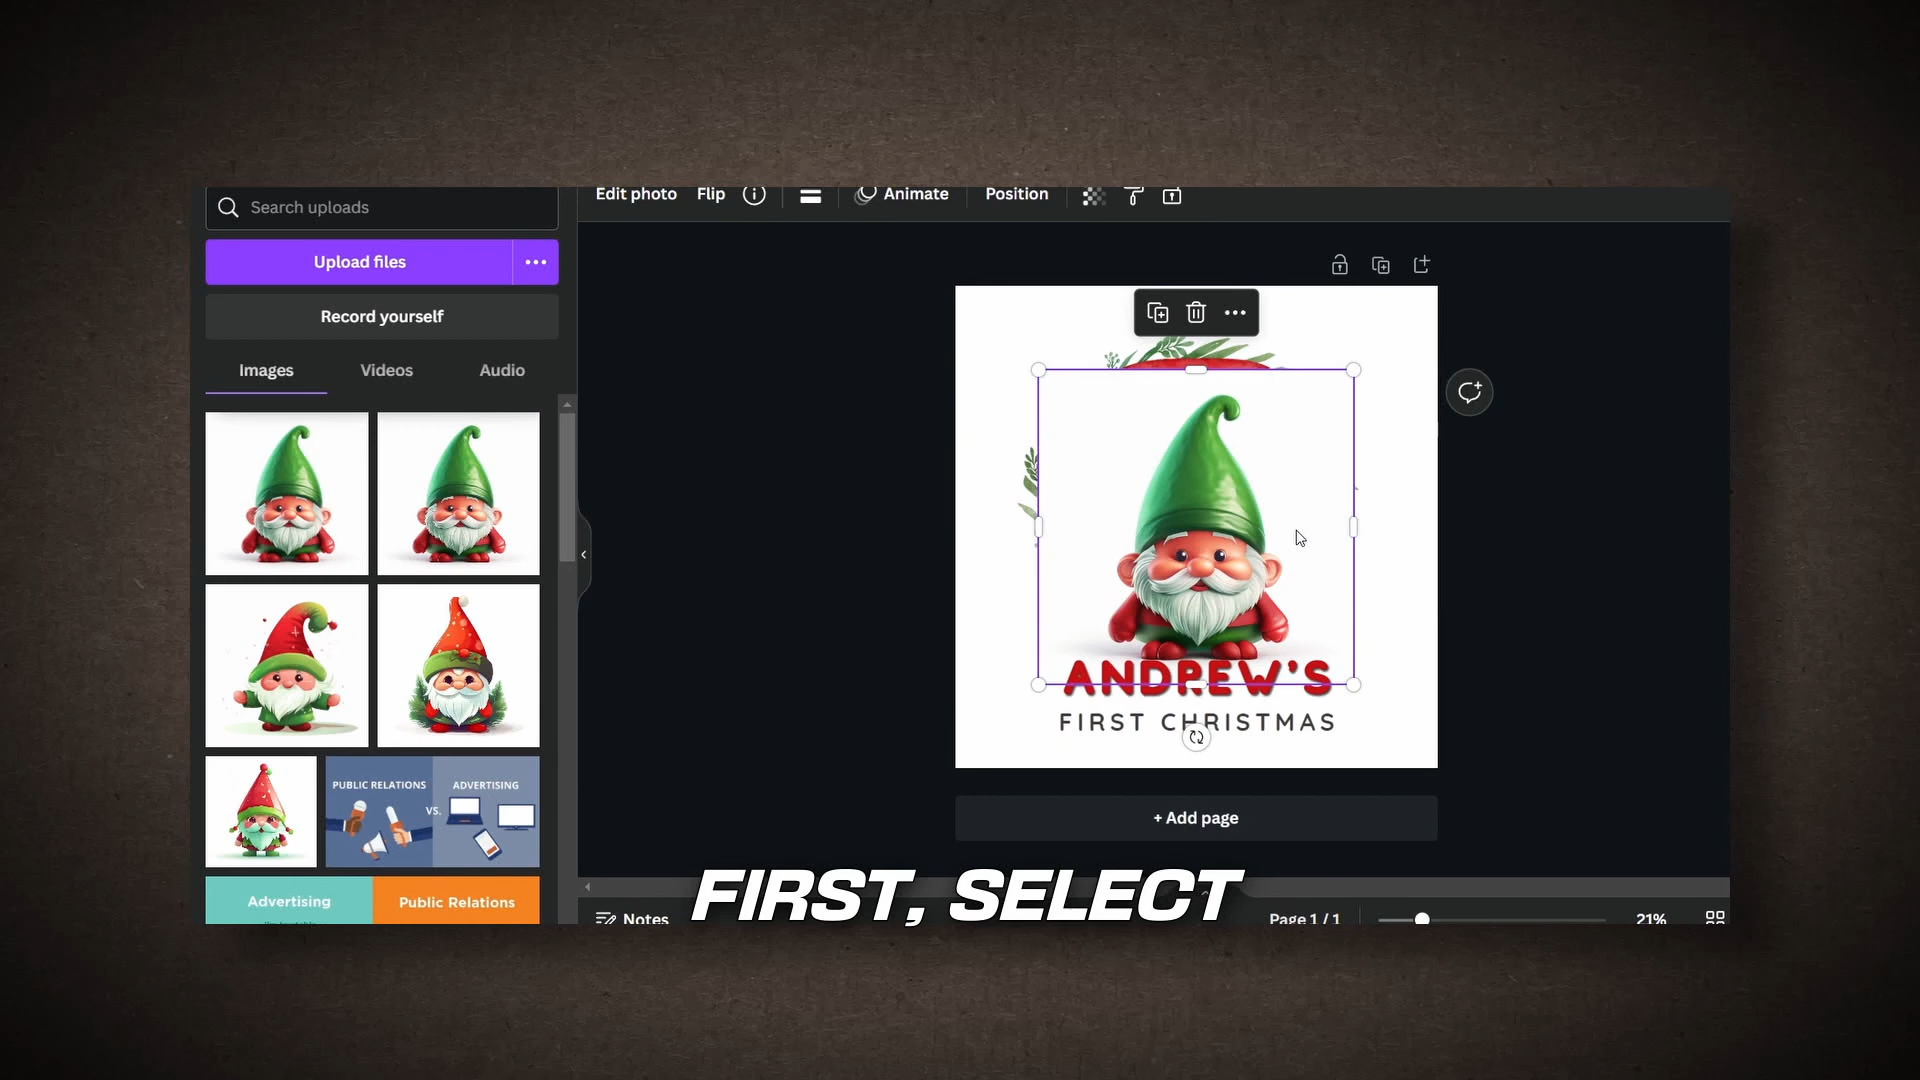 Edit photo Flip Animate Position
Search uploads
Upload files
Record yourself
Images Videos Audio
ANDREW'S
FIRST CHRISTMAS
PUBLIC RELATIONS ADVERTISING
VS.
+ Add page
Advertising Public Relations
FIRST, SELECT
Notes
Page 1 / 1
21%